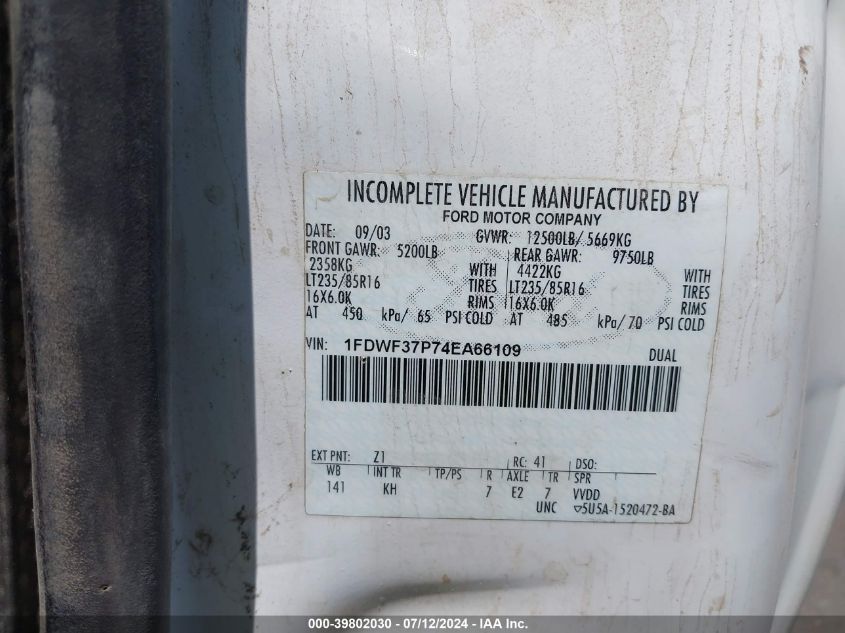 INCOMPLETE VEHICLE MANUFACTURED BY
FORD MOTOR COMPANY
DATE: 09/03 GVWR: 12500LB/ 5669KG
FRONT GAWR: 5200LB REAR GAWR: 9750LB
2358KG WITH 4422KG WITH
LT235/85R16 TIRES LT235/85R16 TIRES
16X6.0K RIMS 16X6.0K RIMS
AT 450 kPa/ 65 PSI COLD AT 485 kPa/ 70 PSI COLD
VIN: 1FDWF37P74EA66109 DUAL
EXT PNT: Z1 RC: 41 DSO:
WB INT TR TP/PS R AXLE TR SPR
141 KH 7 E2 7 VVDD
UNC ▽5U5A-1520472-BA
000-39802030 - 07/12/2024 - IAA Inc.